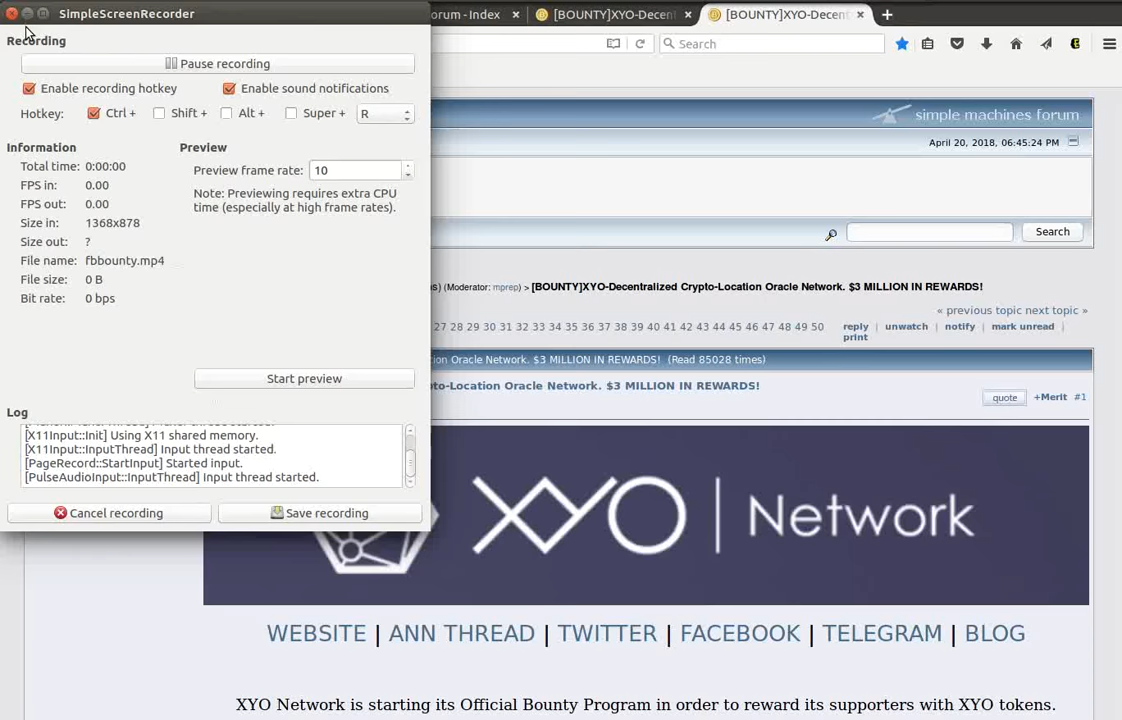 SimpleScreenRecorder
orum - Index
[BOUNTY]XYO-Decent
[BOUNTY]XYO-Decent
Search
Recording
Pause recording
Enable recording hotkey
Enable sound notifications
Hotkey:
Ctrl +
Shift +
Alt +
Super +
R
Information
Total time: 0:00:00
FPS in: 0.00
FPS out: 0.00
Size in: 1368x878
Size out: ?
File name: fbbounty.mp4
File size: 0 B
Bit rate: 0 bps
Preview
Preview frame rate: 10
Note: Previewing requires extra CPU
time (especially at high frame rates).
Start preview
Log
[X11Input::Init] Using X11 shared memory.
[X11Input::InputThread] Input thread started.
[PageRecord::StartInput] Started input.
[PulseAudioInput::InputThread] Input thread started.
Cancel recording
Save recording
simple machines forum
April 20, 2018, 06:45:24 PM
Search
(Moderator: mprep) > [BOUNTY]XYO-Decentralized Crypto-Location Oracle Network. $3 MILLION IN REWARDS!
« previous topic next topic »
27 28 29 30 31 32 33 34 35 36 37 38 39 40 41 42 43 44 45 46 47 48 49 50
reply | unwatch | notify | mark unread |
print
on Oracle Network. $3 MILLION IN REWARDS! (Read 85028 times)
to-Location Oracle Network. $3 MILLION IN REWARDS!
quote
+Merit #1
XYO | Network
WEBSITE | ANN THREAD | TWITTER | FACEBOOK | TELEGRAM | BLOG
XYO Network is starting its Official Bounty Program in order to reward its supporters with XYO tokens.